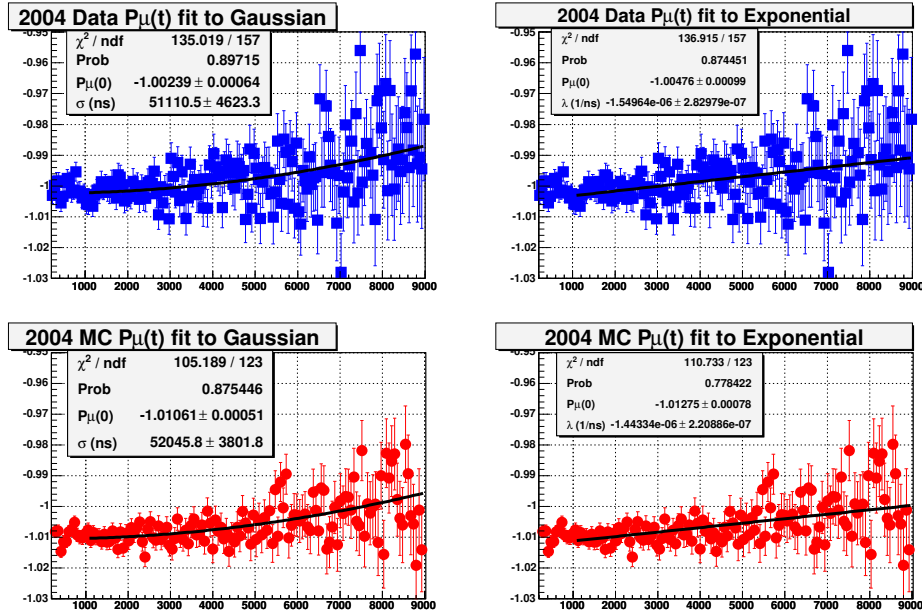 2004 Data Pμ(t) fit to Gaussian
χ² / ndf 135.019 / 157
Prob 0.89715
Pμ(0) -1.00239 ± 0.00064
σ (ns) 51110.5 ± 4623.3
-0.95
-0.96
-0.97
-0.98
-0.99
-1
-1.01
-1.02
-1.03
1000 2000 3000 4000 5000 6000 7000 8000 9000
2004 Data Pμ(t) fit to Exponential
χ² / ndf 136.915 / 157
Prob 0.874451
Pμ(0) -1.00476 ± 0.00099
λ (1/ns) -1.54964e-06 ± 2.82979e-07
-0.95
-0.96
-0.97
-0.98
-0.99
-1
-1.01
-1.02
-1.03
1000 2000 3000 4000 5000 6000 7000 8000 9000
2004 MC Pμ(t) fit to Gaussian
χ² / ndf 105.189 / 123
Prob 0.875446
Pμ(0) -1.01061 ± 0.00051
σ (ns) 52045.8 ± 3801.8
-0.95
-0.96
-0.97
-0.98
-0.99
-1
-1.01
-1.02
-1.03
1000 2000 3000 4000 5000 6000 7000 8000 9000
2004 MC Pμ(t) fit to Exponential
χ² / ndf 110.733 / 123
Prob 0.778422
Pμ(0) -1.01275 ± 0.00078
λ (1/ns) -1.44334e-06 ± 2.20886e-07
-0.95
-0.96
-0.97
-0.98
-0.99
-1
-1.01
-1.02
-1.03
1000 2000 3000 4000 5000 6000 7000 8000 9000